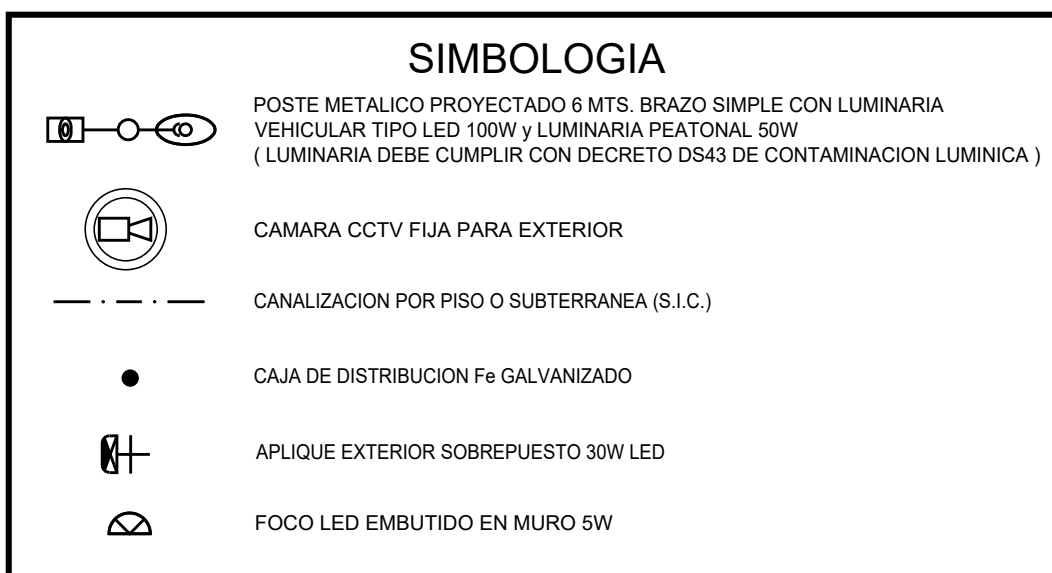 SIMBOLOGIA
POSTE METALICO PROYECTADO 6 MTS. BRAZO SIMPLE CON LUMINARIA
VEHICULAR TIPO LED 100W y LUMINARIA PEATONAL 50W
( LUMINARIA DEBE CUMPLIR CON DECRETO DS43 DE CONTAMINACION LUMINICA )
CAMARA CCTV FIJA PARA EXTERIOR
CANALIZACION POR PISO O SUBTERRANEA (S.I.C.)
CAJA DE DISTRIBUCION Fe GALVANIZADO
APLIQUE EXTERIOR SOBREPUESTO 30W LED
FOCO LED EMBUTIDO EN MURO 5W